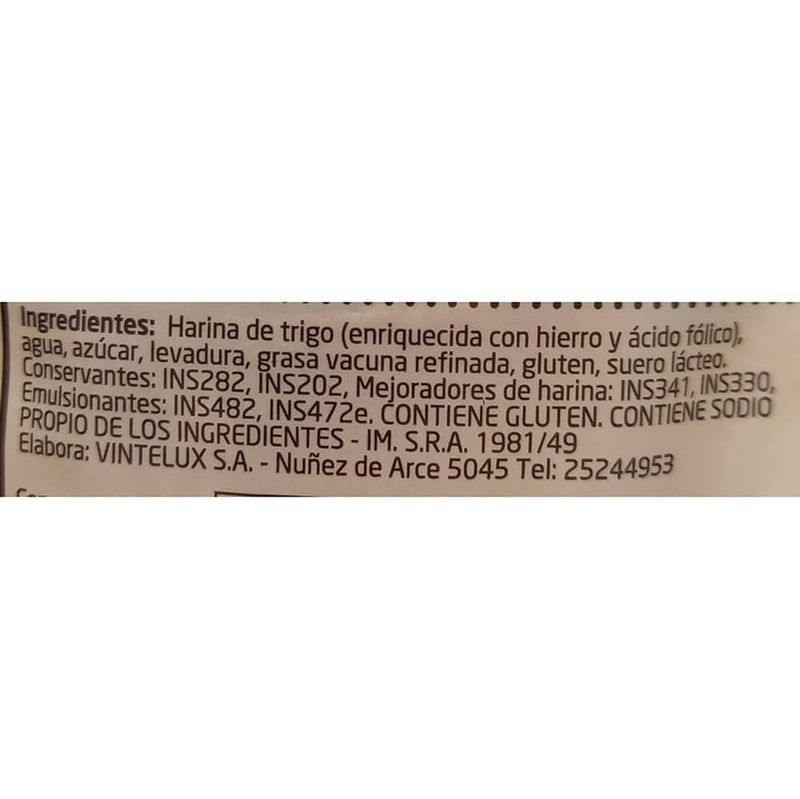 Ingredientes: Harina de trigo (enriquecida con hierro y ácido fólico),
agua, azúcar, levadura, grasa vacuna refinada, gluten, suero lácteo.
Conservantes: INS282, INS202, Mejoradores de harina: INS341, INS330,
Emulsionantes: INS482, INS472e. CONTIENE GLUTEN. CONTIENE SODIO
PROPIO DE LOS INGREDIENTES - IM. S.R.A. 1981/49
Elabora: VINTELUX S.A. - Nuñez de Arce 5045 Tel: 25244953